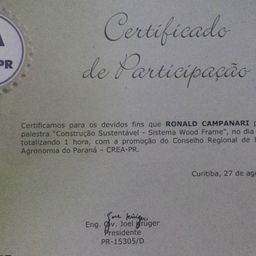 Certificado
de Participação
A
PR
Certificamos para os devidos fins que RONALD CAMPANARI p
palestra "Construção Sustentável - Sistema Wood Frame", no dia
totalizando 1 hora, com a promoção do Conselho Regional de E
Agronomia do Paraná – CREA-PR.
Curitiba, 27 de ago
Eng. Civ. Joel Krüger
Presidente
PR-15305/D